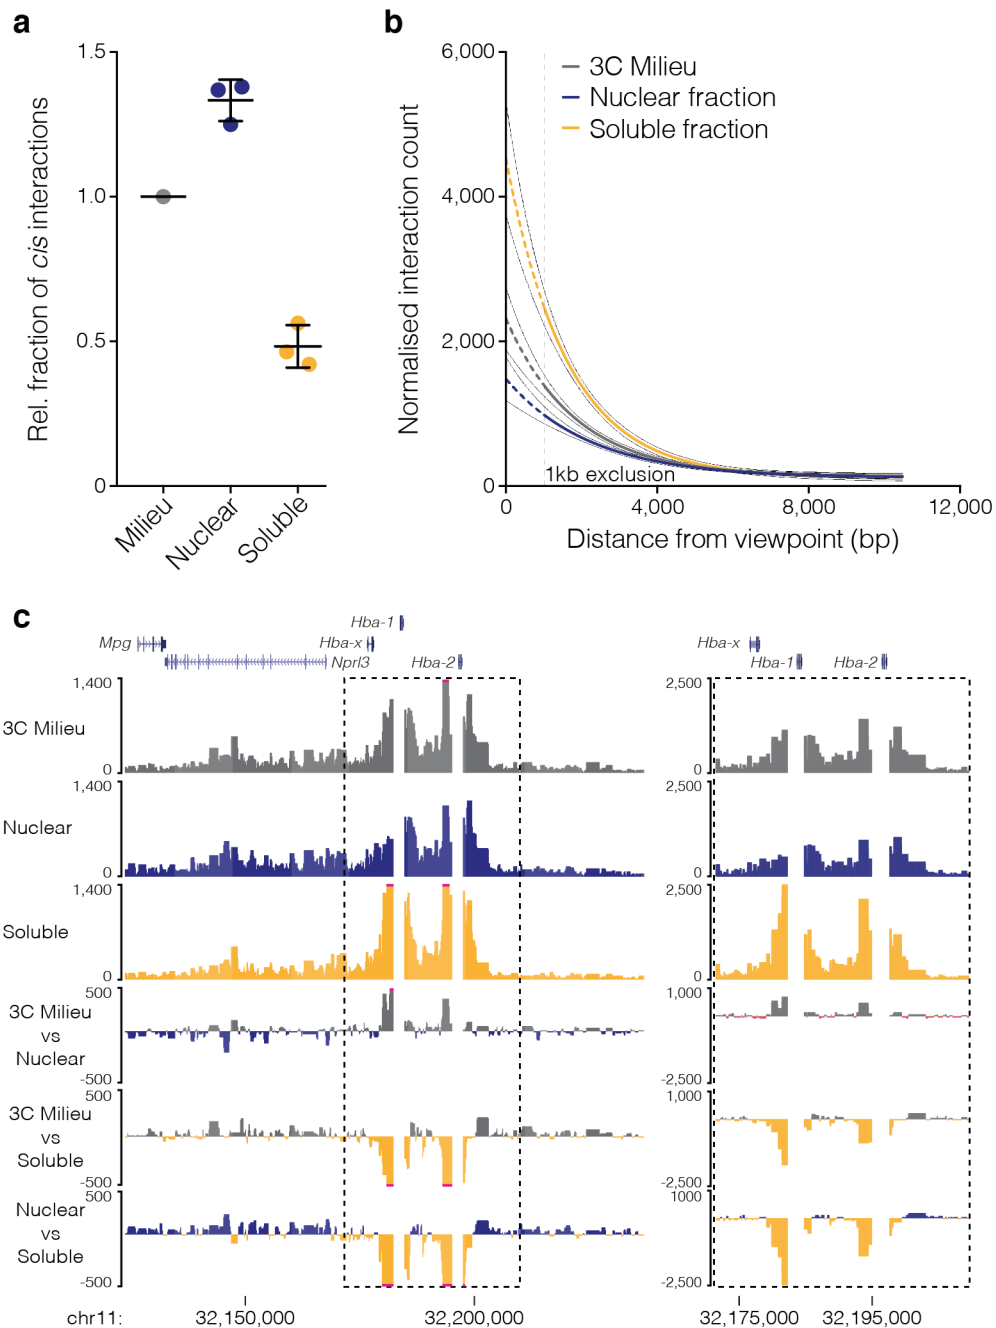 a
1.5
1.0
0.5
0
Rel. fraction of cis interactions
Milieu
Nuclear
Soluble
b
6,000
4,000
2,000
0
Normalised interaction count
3C Milieu
Nuclear fraction
Soluble fraction
1kb exclusion
0 4,000 8,000 12,000
Distance from viewpoint (bp)
c
Hba-1
Mpg Hba-x Hba-x
Nprl3 Hba-2 Hba-1 Hba-2
1,400 2,500
3C Milieu
0 0
1,400 2,500
Nuclear
0 0
1,400 2,500
Soluble
0 0
500 1,000
3C Milieu
vs
Nuclear
-500 -2,500
500 1,000
3C Milieu
vs
Soluble
-500 -2,500
500 1000
Nuclear
vs
Soluble
-500 -2,500
chr11: 32,150,000 32,200,000 32,175,000 32,195,000